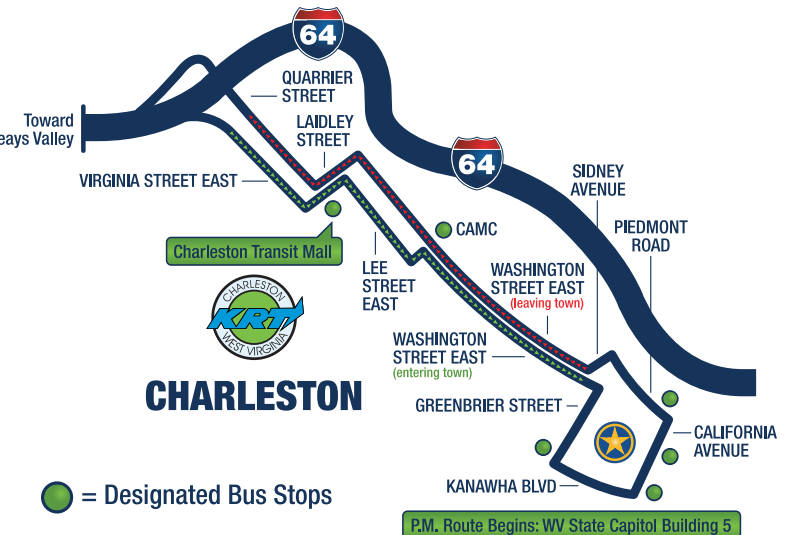 64
QUARRIER
STREET
Toward
eays Valley
LAIDLEY
STREET
64
SIDNEY
AVENUE
VIRGINIA STREET EAST
PIEDMONT
ROAD
CAMC
Charleston Transit Mall
LEE
STREET
EAST
WASHINGTON
STREET EAST
(leaving town)
CHARLESTON
KRT
WEST VIRGINIA
WASHINGTON
STREET EAST
(entering town)
CHARLESTON
GREENBRIER STREET
CALIFORNIA
AVENUE
KANAWHA BLVD
= Designated Bus Stops
P.M. Route Begins: WV State Capitol Building 5